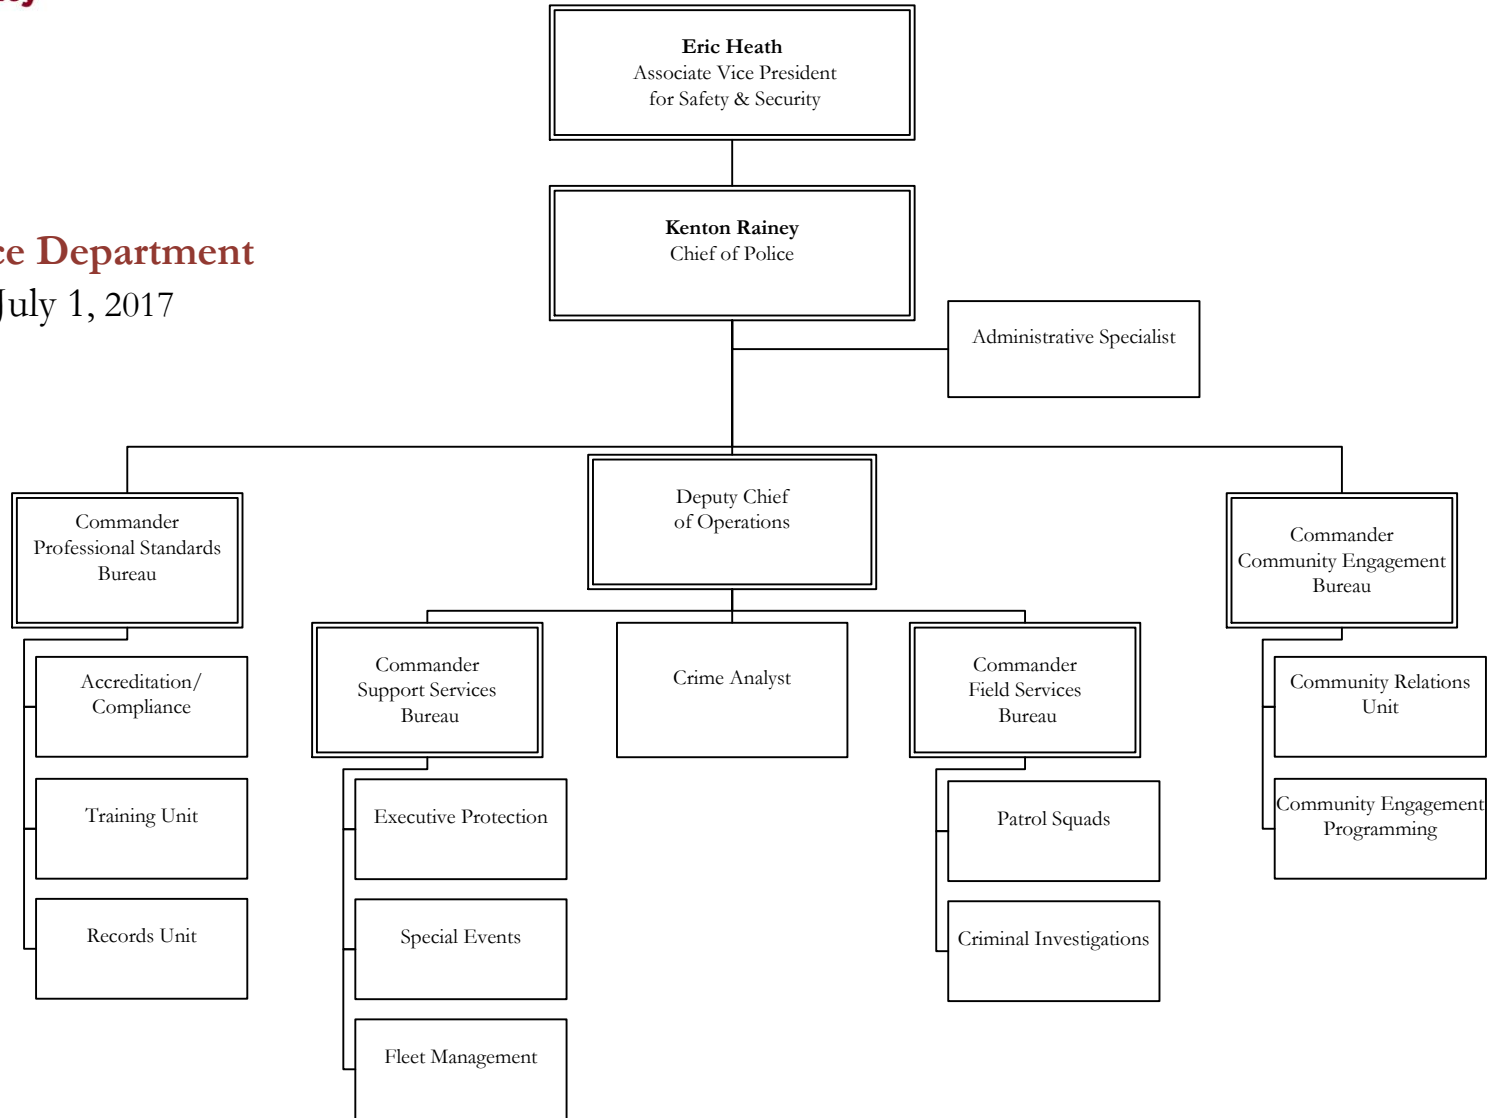 Eric Heath
Associate Vice President
for Safety & Security
Kenton Rainey
Chief of Police
Department
July 1, 2017
Administrative Specialist
Commander
Professional Standards
Bureau
Deputy Chief
of Operations
Commander
Community Engagement
Bureau
Accreditation/
Compliance
Training Unit
Records Unit
Commander
Support Services
Bureau
Crime Analyst
Commander
Field Services
Bureau
Community Relations
Unit
Community Engagement
Programming
Executive Protection
Special Events
Fleet Management
Patrol Squads
Criminal Investigations